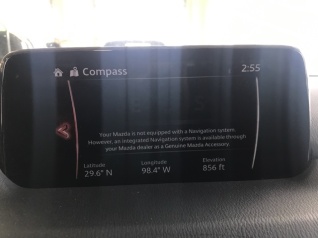 Compass 2:55
Your Mazda is not equipped with a Navigation system.
However, an integrated Navigation system is available through
your Mazda dealer as a Genuine Mazda Accessory.
Latitude Longitude Elevation
29.6° N 98.4° W 856 ft